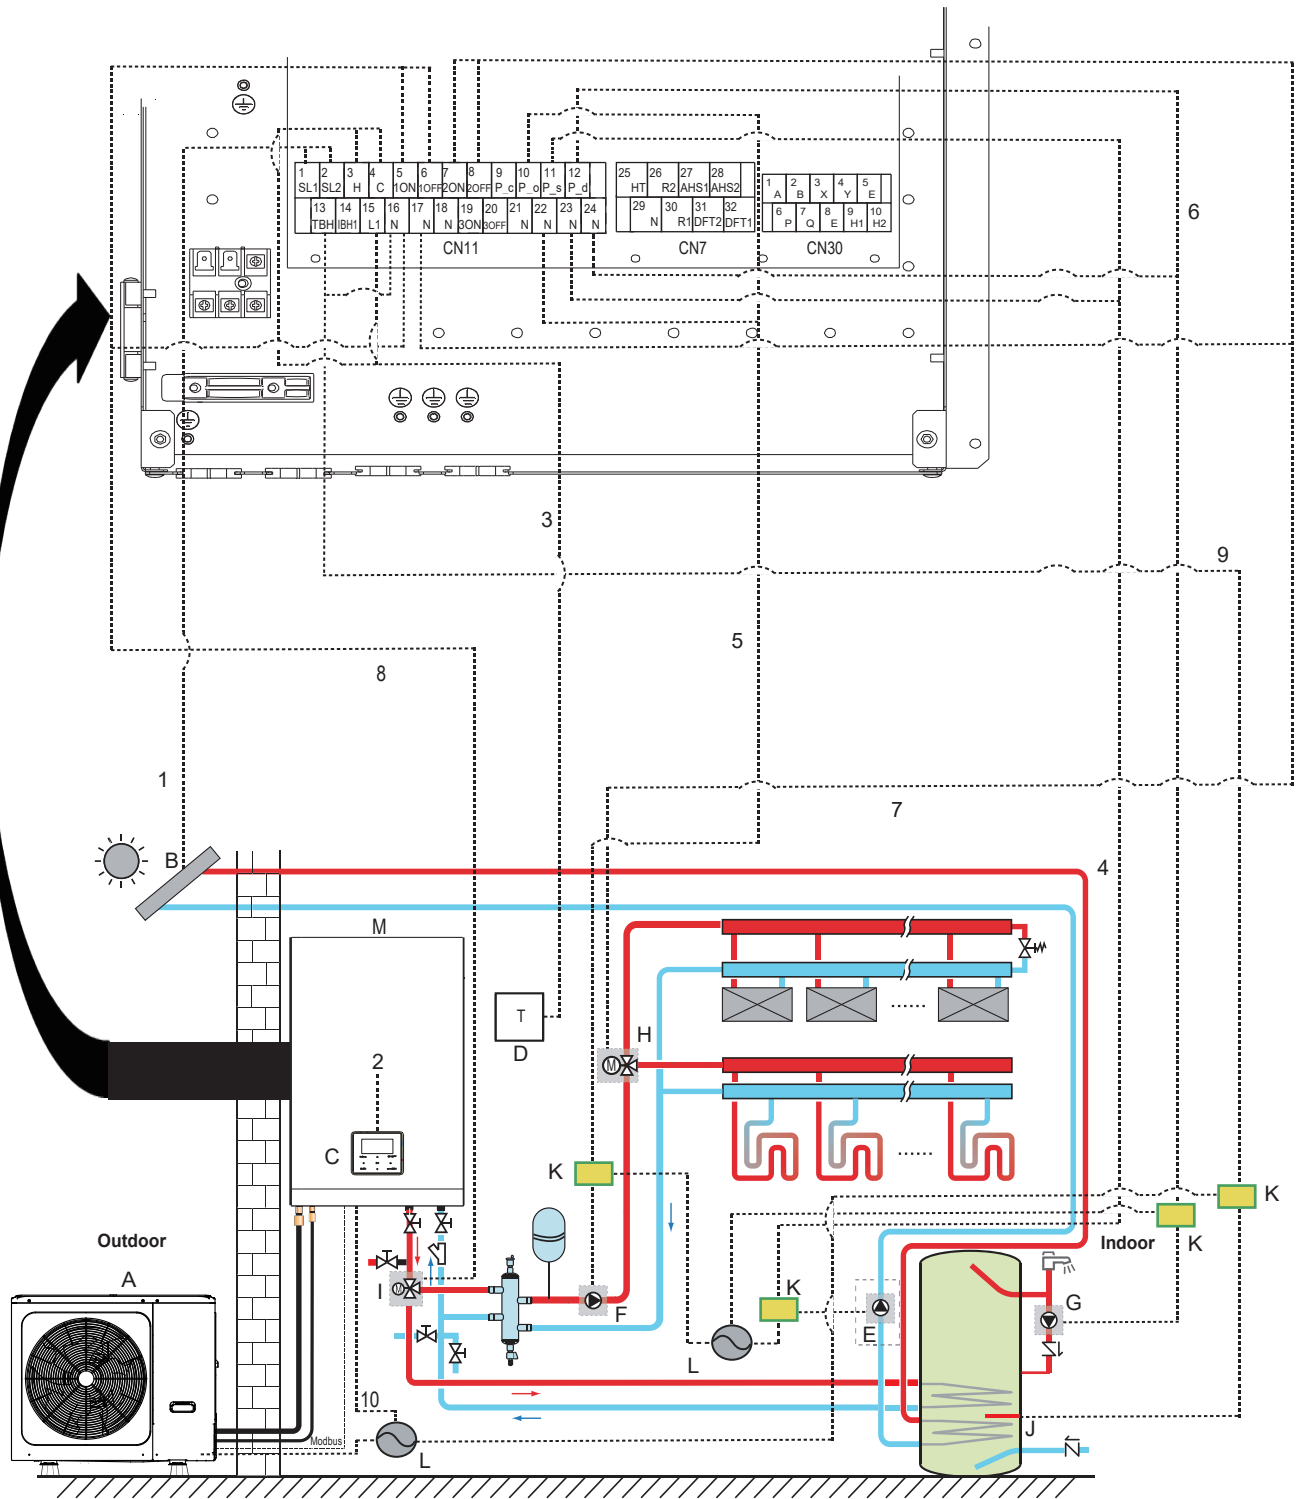 1 2 3 4 5 6 7 8 9 10 11 12
SL1 SL2 H C 1ON 1OFF 2ON 2OFF P_c P_o P_s P_d
13 14 15 16 17 18 19 20 21 22 23 24
TBH IBH1 L1 N N N 3ON 3OFF N N N N
CN11
25 26 27 28
HT R2 AHS1 AHS2
29 30 31 32
N R1 DFT2 DFT1
CN7
1 2 3 4 5
A B X Y E
6 7 8 9 10
P Q E H1 H2
CN30
6
3
9
5
8
1
7
4
B
M
T
D
H
2
C
K
K
K
Outdoor
Indoor
A
I
K
G
F
E
L
10
J
Modbus
L